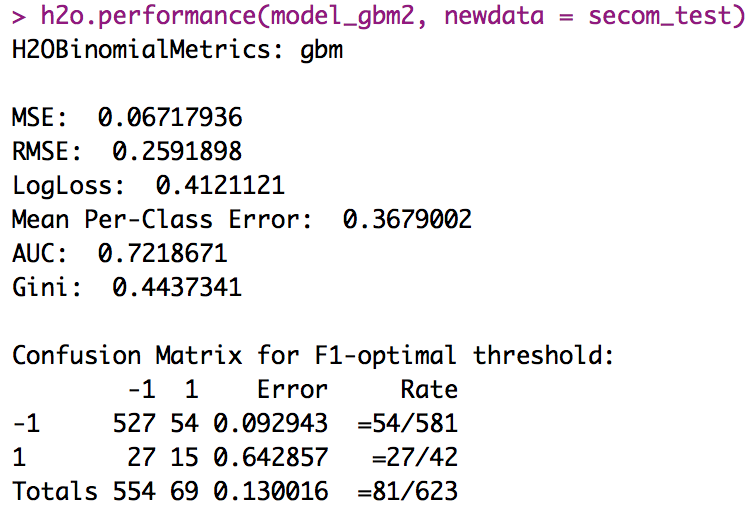 > h2o.performance(model_gbm2, newdata = secom_test)
H2OBinomialMetrics: gbm
MSE:  0.06717936
RMSE:  0.2591898
LogLoss:  0.4121121
Mean Per-Class Error:  0.3679002
AUC:  0.7218671
Gini:  0.4437341
Confusion Matrix for F1-optimal threshold:
        -1  1    Error     Rate
-1     527 54 0.092943  =54/581
1       27 15 0.642857   =27/42
Totals 554 69 0.130016  =81/623